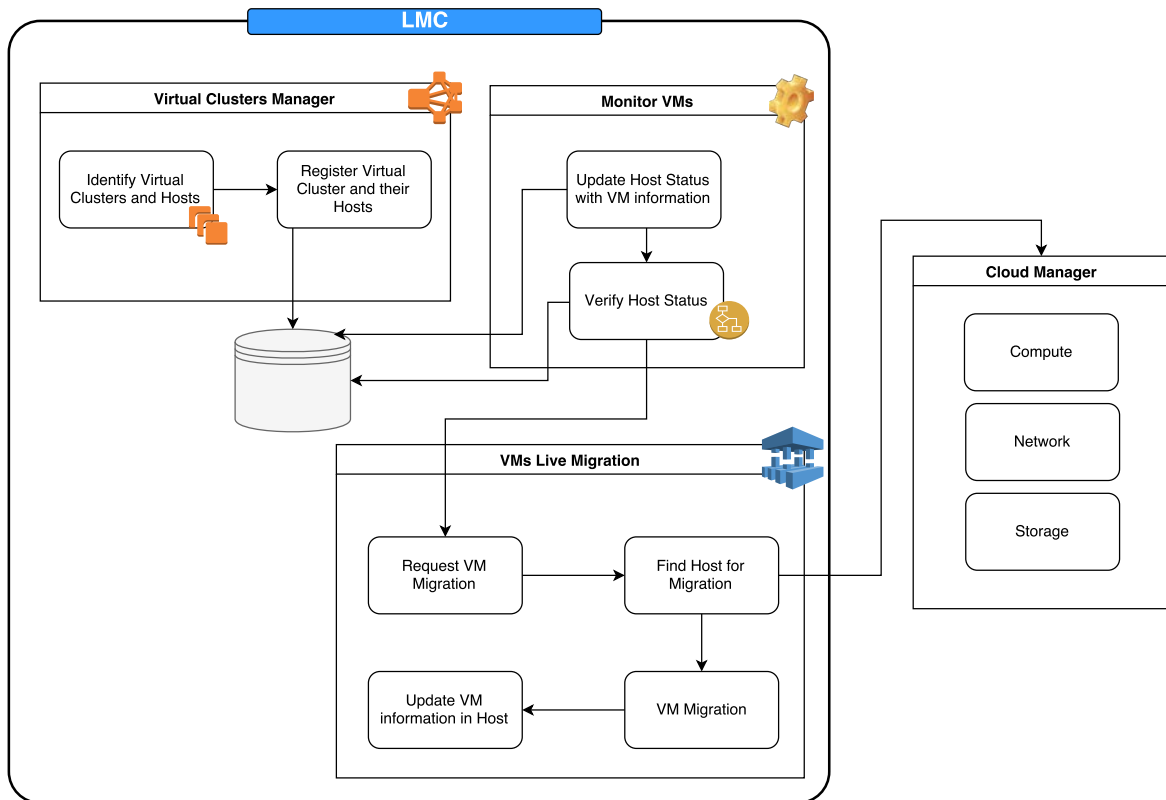 LMC
Virtual Clusters Manager
Identify Virtual
Clusters and Hosts
Register Virtual
Cluster and their
Hosts
Monitor VMs
Update Host Status
with VM information
Verify Host Status
Cloud Manager
Compute
Network
Storage
VMs Live Migration
Request VM
Migration
Find Host for
Migration
Update VM
information in Host
VM Migration